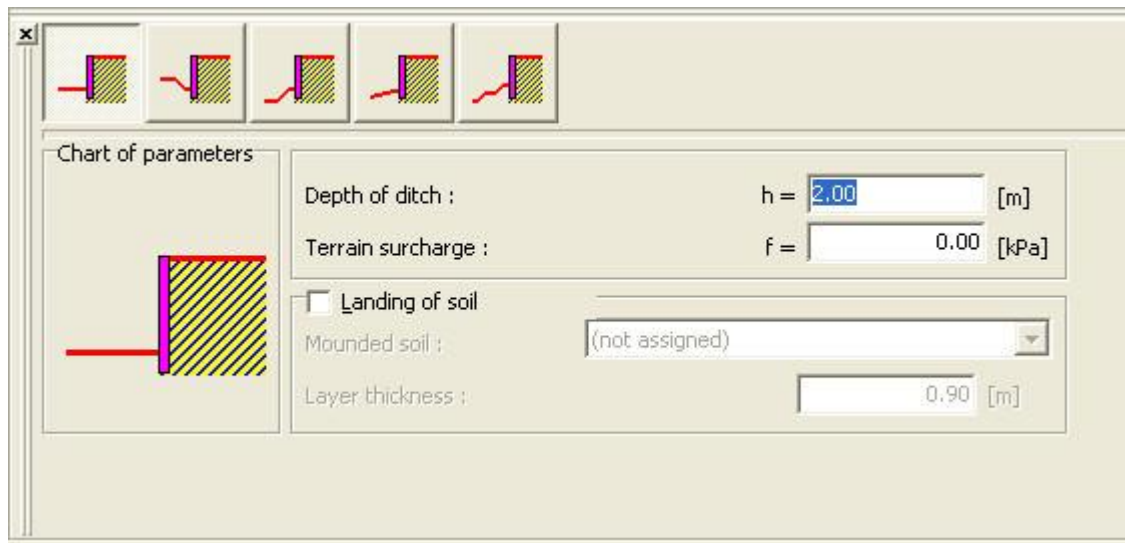 Chart of parameters
Depth of ditch : h = 2.00 [m]
Terrain surcharge : f = 0.00 [kPa]
Landing of soil
Mounded soil : (not assigned)
Layer thickness : 0.90 [m]